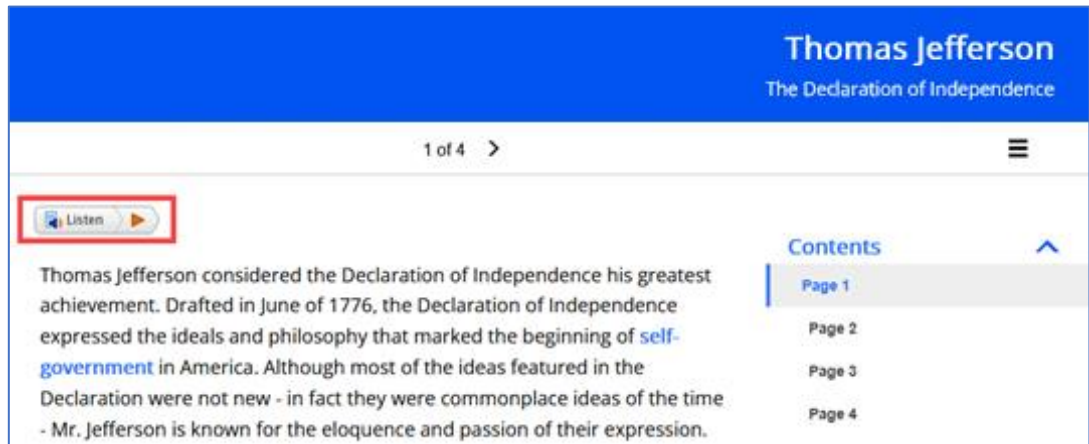 Thomas Jefferson
The Declaration of Independence
1 of 4
Listen
Thomas Jefferson considered the Declaration of Independence his greatest
achievement. Drafted in June of 1776, the Declaration of Independence
expressed the ideals and philosophy that marked the beginning of self-
government in America. Although most of the ideas featured in the
Declaration were not new - in fact they were commonplace ideas of the time
- Mr. Jefferson is known for the eloquence and passion of their expression.
Contents
Page 1
Page 2
Page 3
Page 4